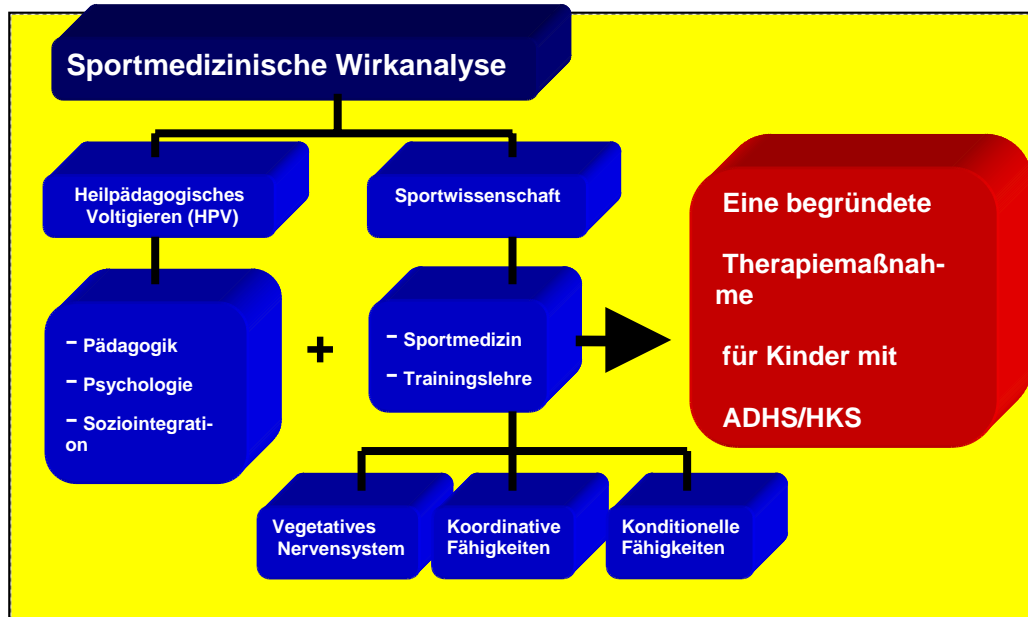 Sportmedizinische Wirkanalyse
Heilpädagogisches
Voltigieren (HPV)
Sportwissenschaft
- Pädagogik
- Psychologie
- Soziointegrati-
on
+
- Sportmedizin
- Trainingslehre
Eine begründete
Therapiemaßnah-
me
für Kinder mit
ADHS/HKS
Vegetatives
Nervensystem
Koordinative
Fähigkeiten
Konditionelle
Fähigkeiten